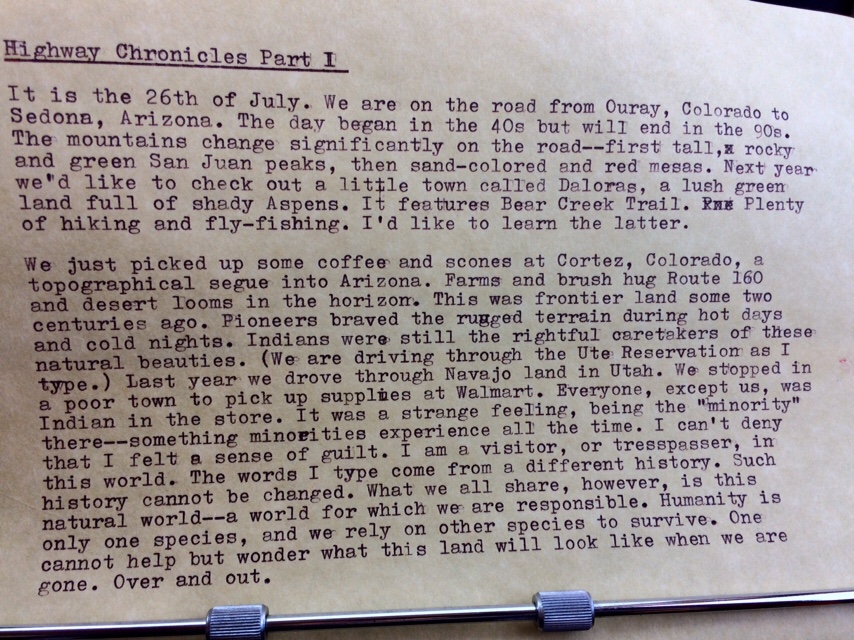 Highway Chronicles Part I
It is the 26th of July. We are on the road from Ouray, Colorado to
Sedona, Arizona. The day began in the 40s but will end in the 90s.
The mountains change significantly on the road--first tall, rocky
and green San Juan peaks, then sand-colored and red mesas. Next year
we'd like to check out a little town called Daloras, a lush green
land full of shady Aspens. It features Bear Creek Trail. Plenty
of hiking and fly-fishing. I'd like to learn the latter.
We just picked up some coffee and scones at Cortez, Colorado, a
topographical segue into Arizona. Farms and brush hug Route 160
and desert looms in the horizon. This was frontier land some two
centuries ago. Pioneers braved the rugged terrain during hot days
and cold nights. Indians were still the rightful caretakers of these
natural beauties. (We are driving through the Ute Reservation as I
type.) Last year we drove through Navajo land in Utah. We stopped in
a poor town to pick up supplies at Walmart. Everyone, except us, was
Indian in the store. It was a strange feeling, being the "minority"
there--something minorities experience all the time. I can't deny
that I felt a sense of guilt. I am a visitor, or tresspasser, in
this world. The words I type come from a different history. Such
history cannot be changed. What we all share, however, is this
natural world--a world for which we are responsible. Humanity is
only one species, and we rely on other species to survive. One
cannot help but wonder what this land will look like when we are
gone. Over and out.